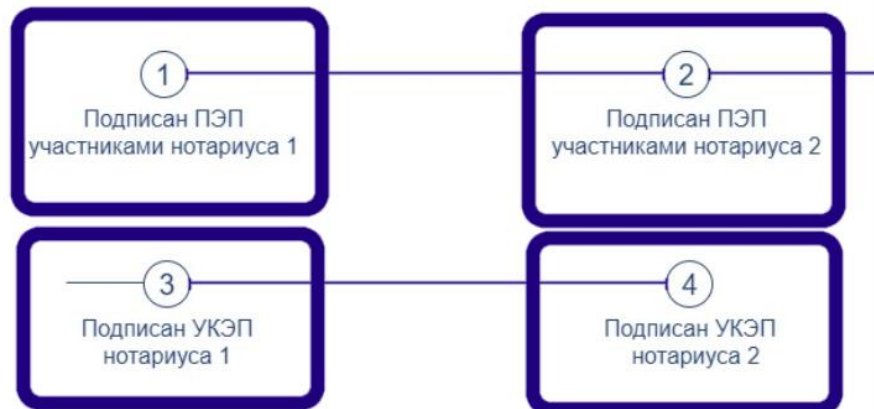 1
Подписан ПЭП
участниками нотариуса 1
2
Подписан ПЭП
участниками нотариуса 2
3
Подписан УКЭП
нотариуса 1
4
Подписан УКЭП
нотариуса 2